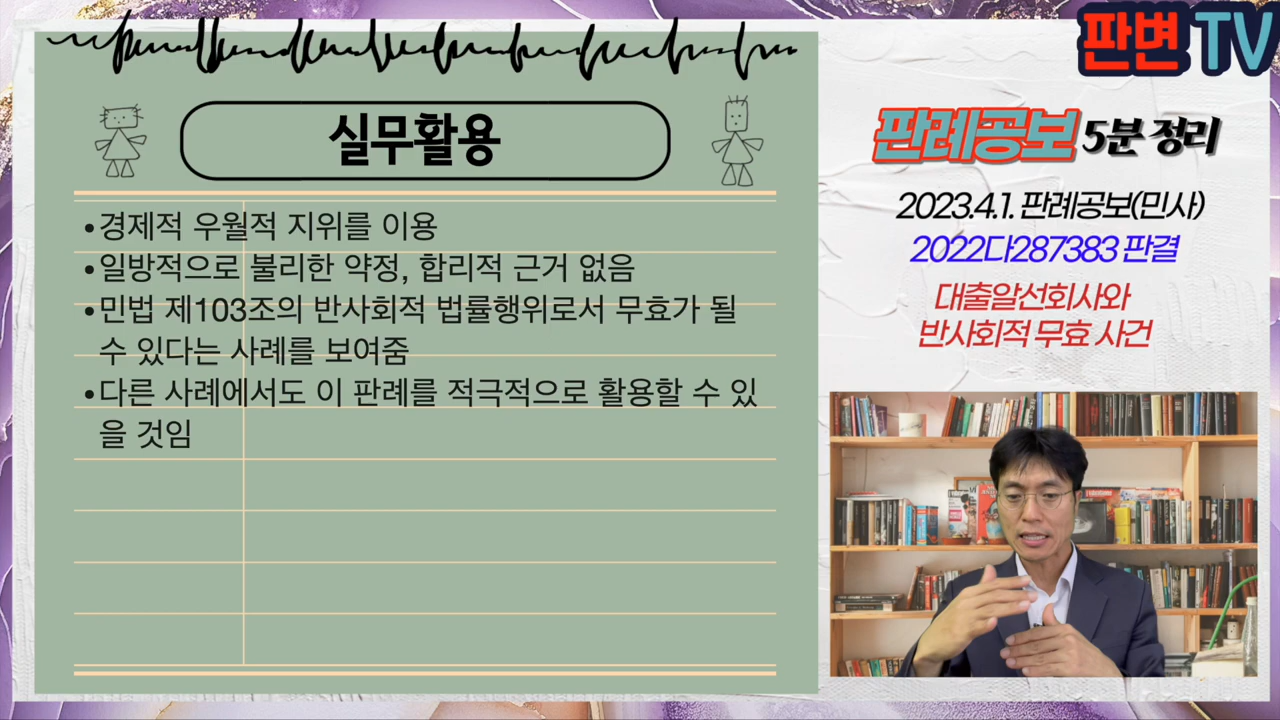 판변 TV
실무활용
•경제적 우월적 지위를 이용
•일방적으로 불리한 약정, 합리적 근거 없음
•민법 제103조의 반사회적 법률행위로서 무효가 될
수 있다는 사례를 보여줌
•다른 사례에서도 이 판례를 적극적으로 활용할 수 있
을 것임
판례공보 5분 정리
2023.4.1. 판례공보(민사)
2022다287383 판결
대출알선회사와
반사회적 무효 사건